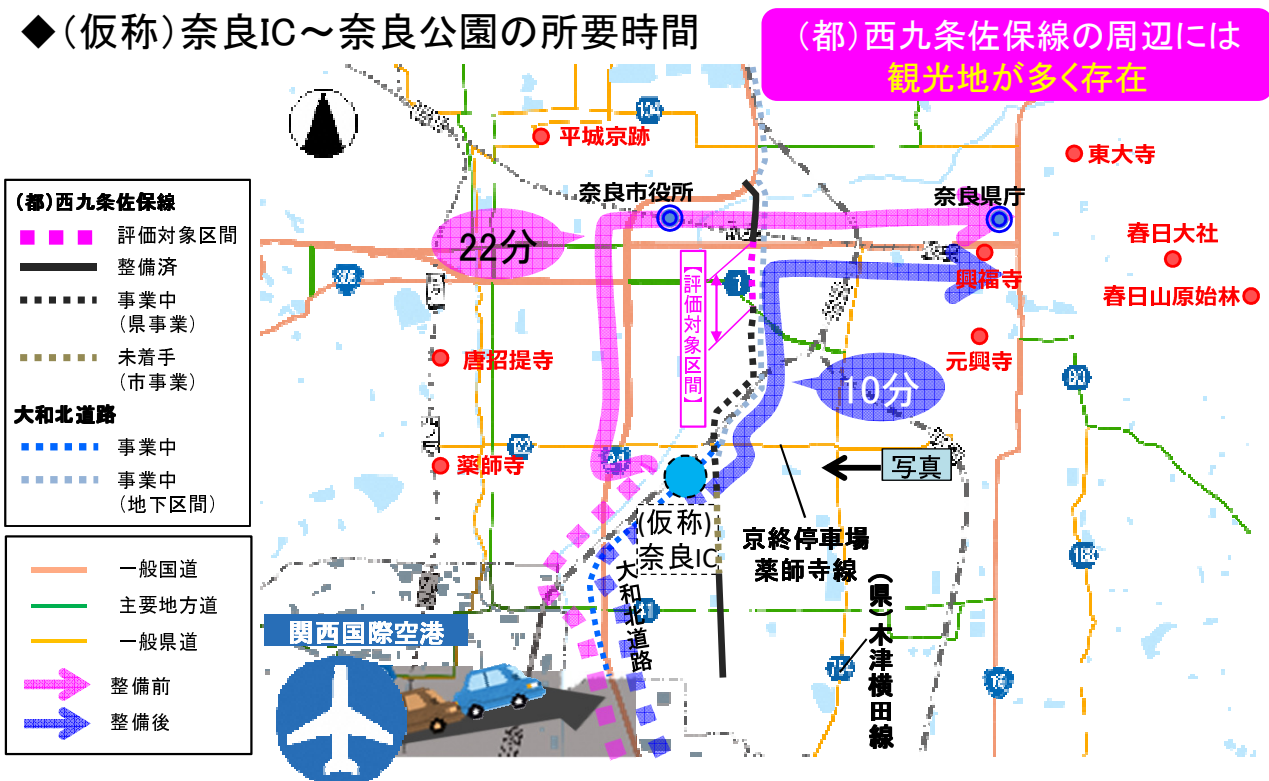 ◆(仮称)奈良IC～奈良公園の所要時間
(都)西九条佐保線の周辺には
観光地が多く存在
(都)西九条佐保線
評価対象区間
整備済
事業中
(県事業)
未着手
(市事業)
大和北道路
事業中
事業中
(地下区間)
一般国道
主要地方道
一般県道
整備前
整備後
104
平城京跡
東大寺
奈良市役所
奈良県庁
22分
春日大社
興福寺
春日山原始林
308
1
【評価対象区間】
唐招提寺
元興寺
10分
80
薬師寺
写真
(仮称)
奈良IC
京終停車場
薬師寺線
大和北道路
(県)木津横田線
188
関西国際空港